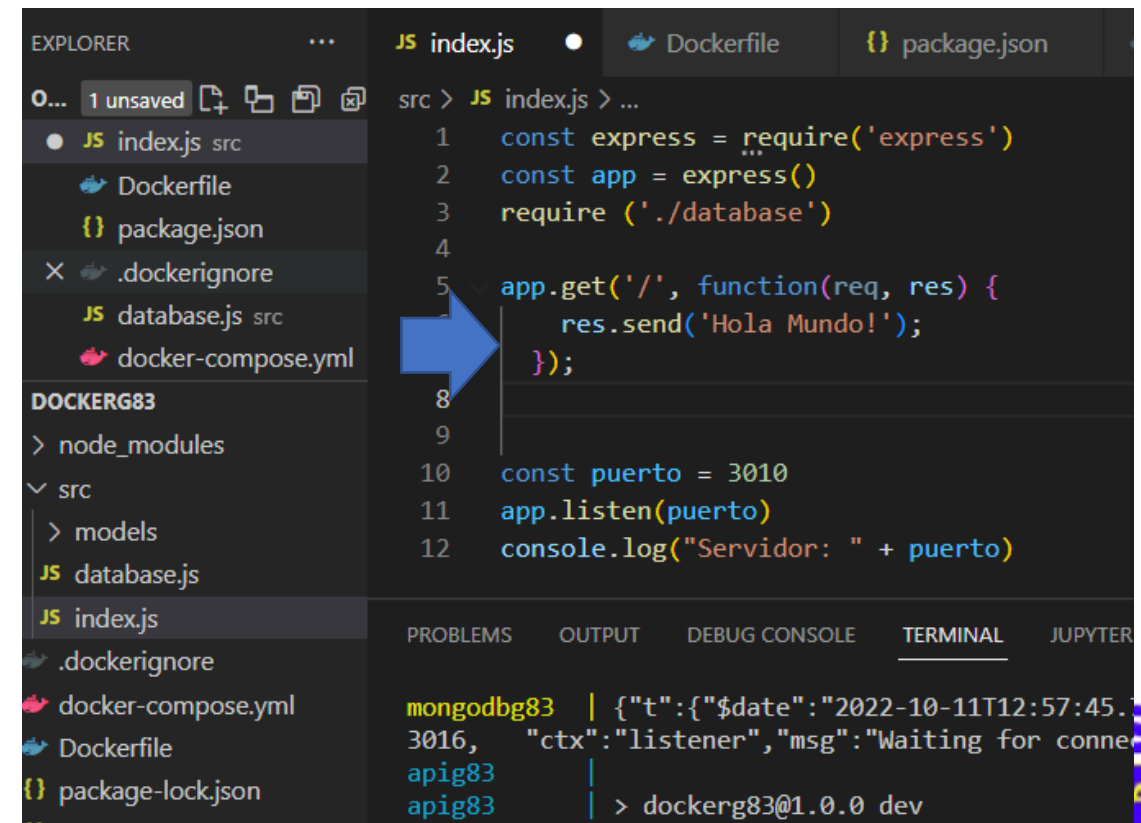 EXPLORER ...
O... 1 unsaved
JS index.js src
Dockerfile
{} package.json
.dockerignore
JS database.js src
docker-compose.yml
DOCKERG83
> node_modules
src
> models
JS database.js
JS index.js
.dockerignore
docker-compose.yml
Dockerfile
{} package-lock.json
JS index.js Dockerfile {} package.json
src > JS index.js > ...
1 const express = require('express')
2 const app = express()
3 require ('./database')
4
5 app.get('/', function(req, res) {
res.send('Hola Mundo!');
});
8
9
10 const puerto = 3010
11 app.listen(puerto)
12 console.log("Servidor: " + puerto)
PROBLEMS OUTPUT DEBUG CONSOLE TERMINAL JUPYTER
mongodbg83 | {"t":{"$date":"2022-10-11T12:57:45.
3016, "ctx":"listener","msg":"Waiting for conne
apig83 |
apig83 | > dockerg83@1.0.0 dev